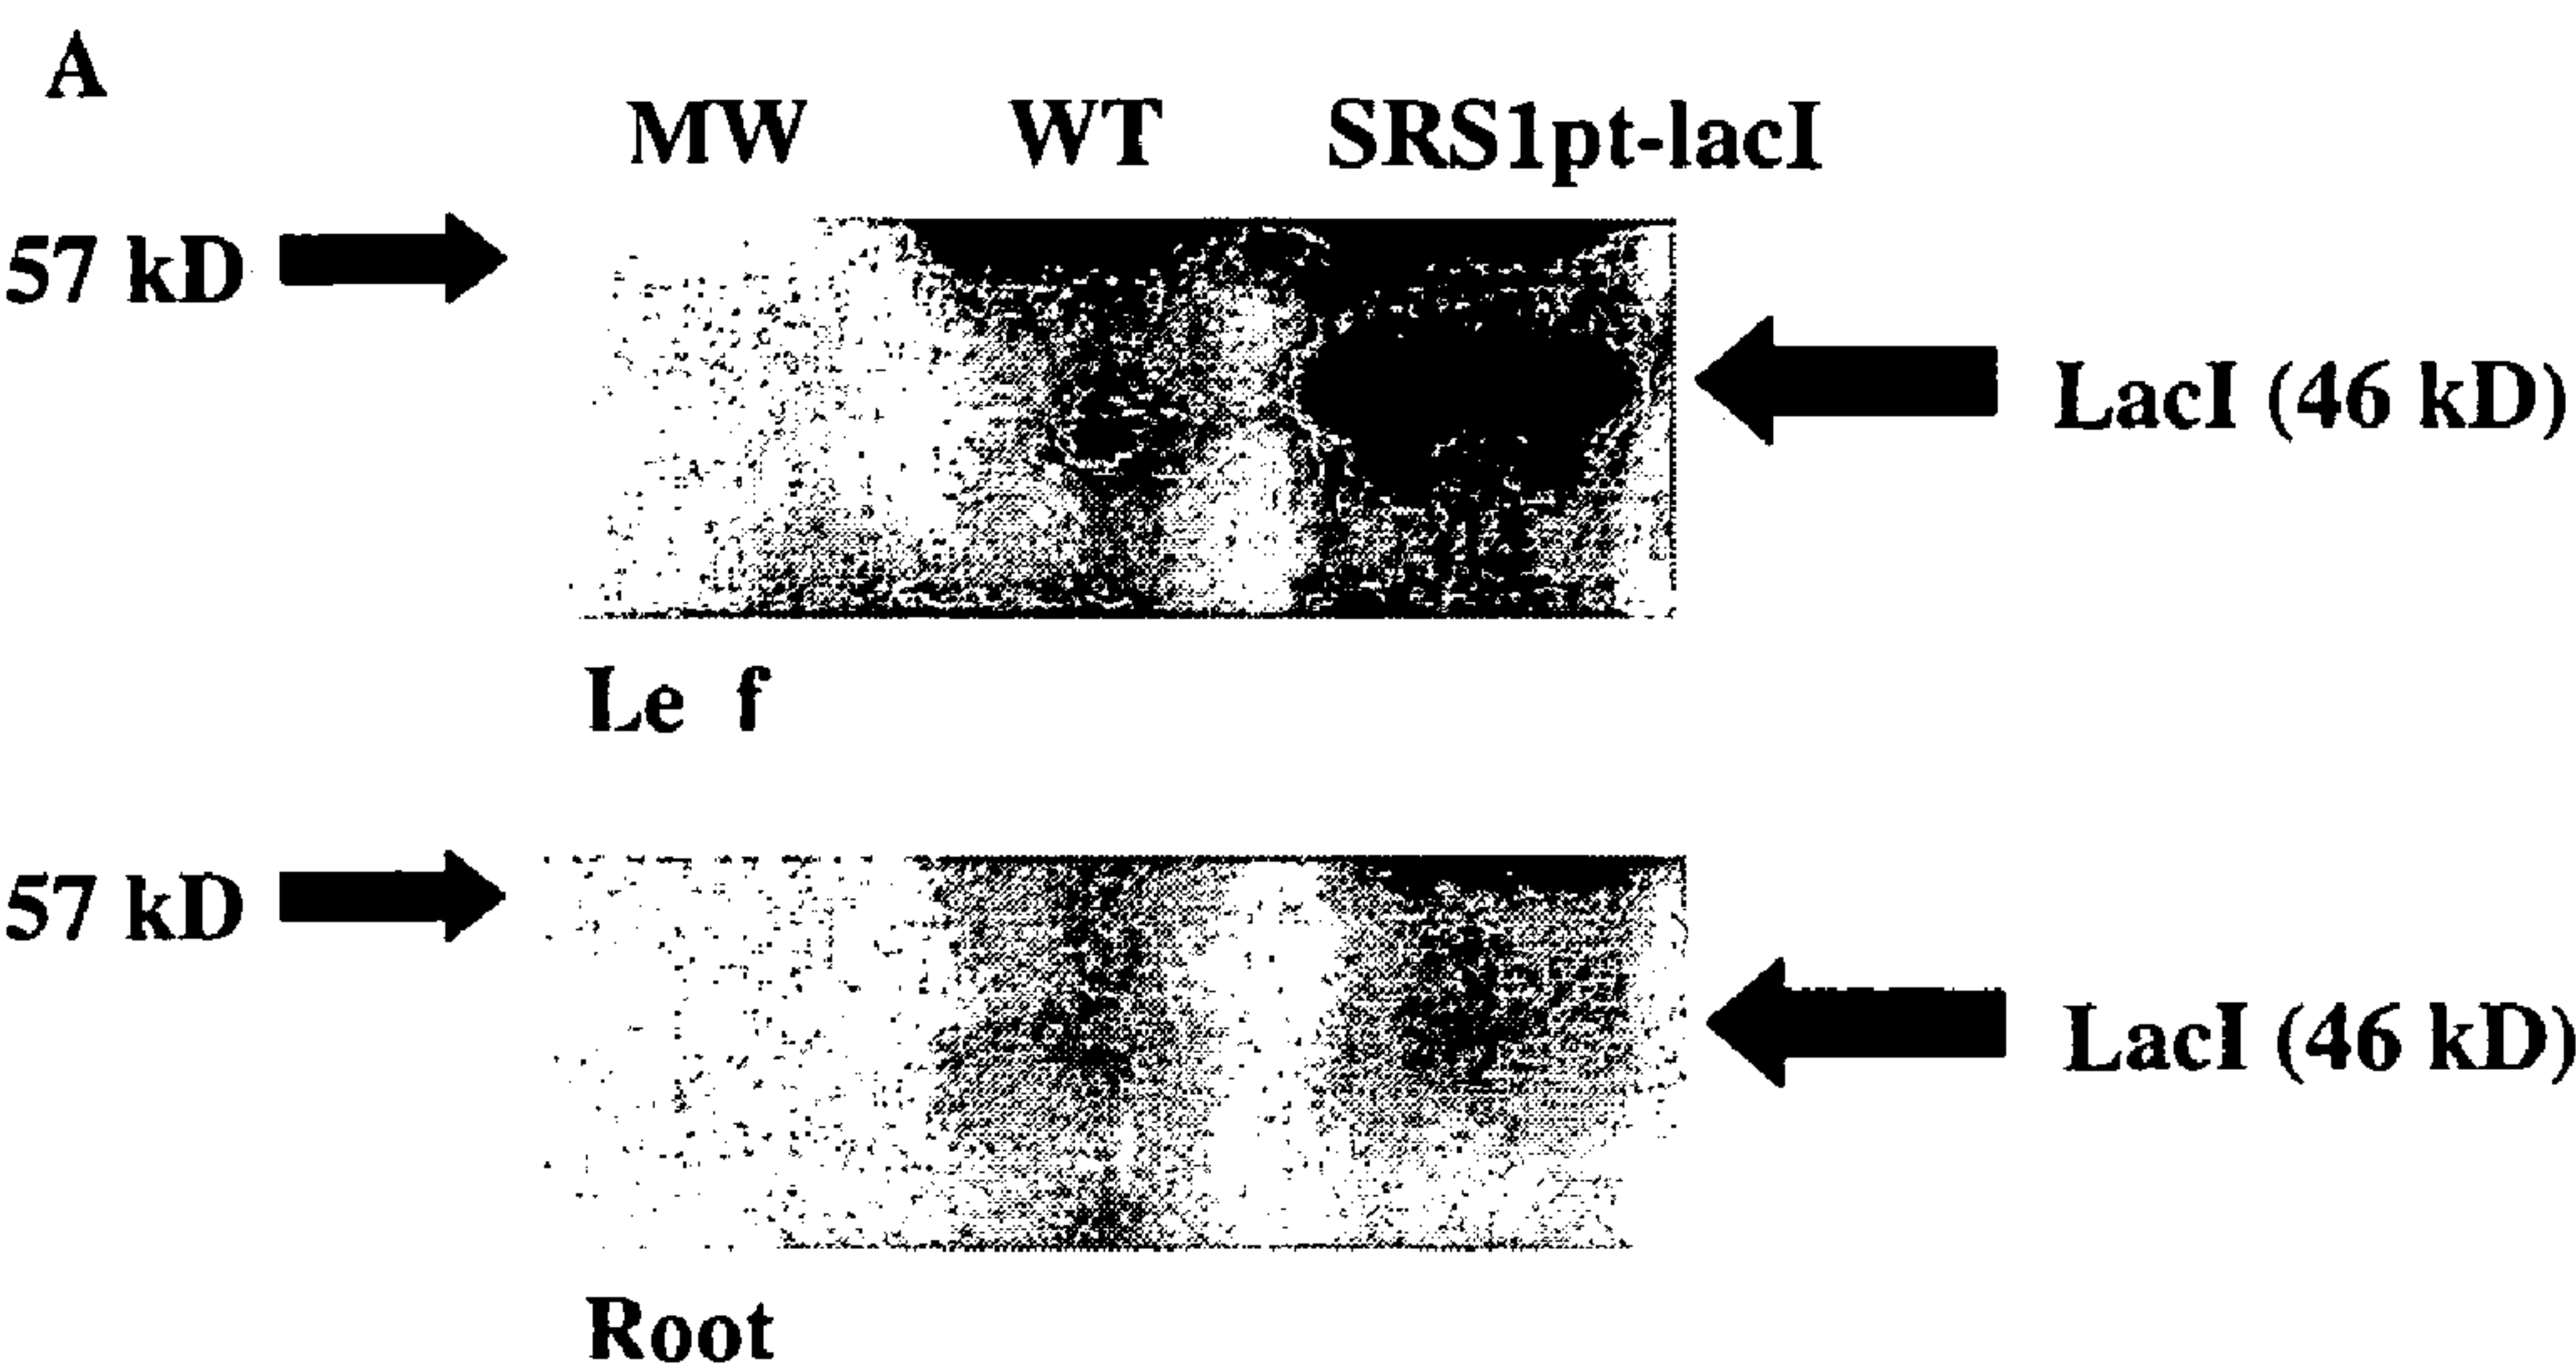 A
MW WT SRS1pt-lacI
57 kD
LacI (46 kD)
Le f
57 kD
LacI (46 kD)
Root